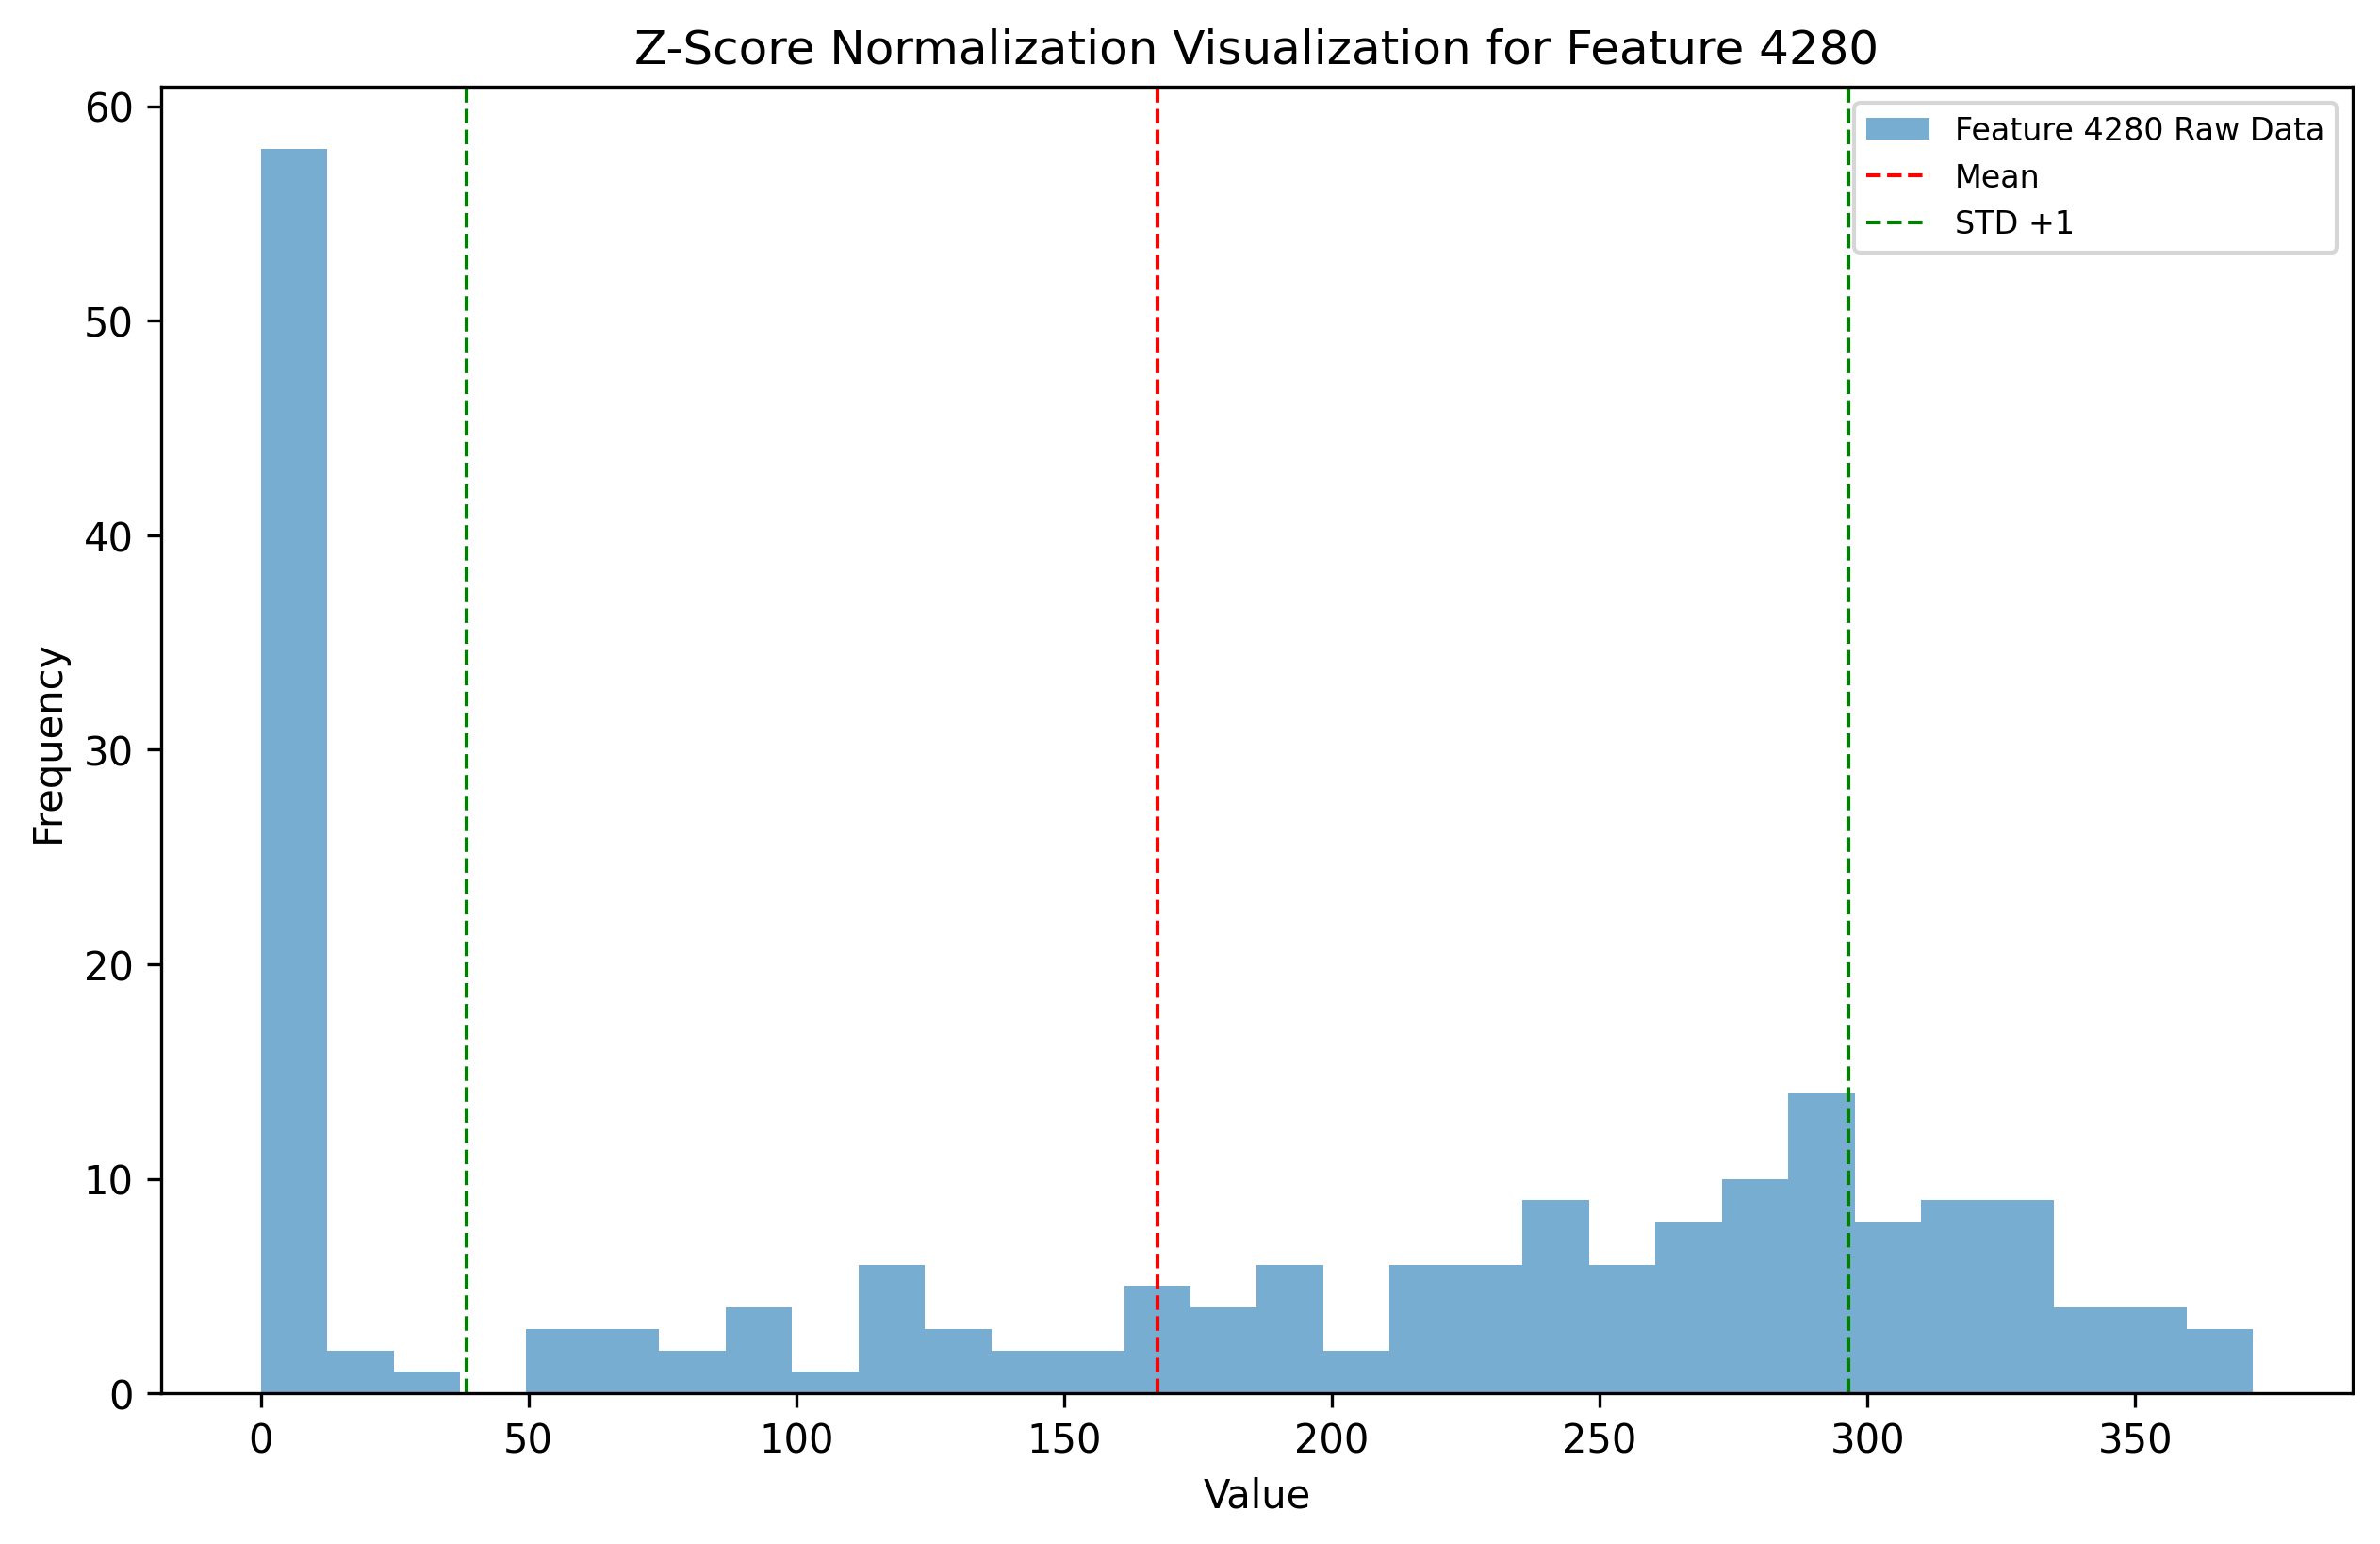 Z-Score Normalization Visualization for Feature 4280
Feature 4280 Raw Data
Mean
STD +1
60
50
40
30
20
10
0
Frequency
0 50 100 150 200 250 300 350
Value